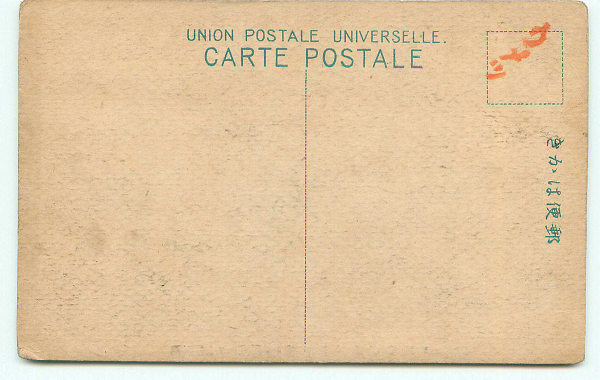 UNION POSTALE UNIVERSELLE.
CARTE POSTALE
きかは便郵